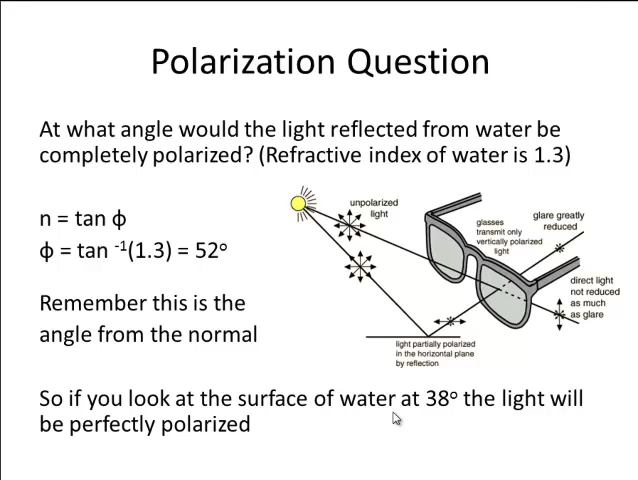 Polarization Question
At what angle would the light reflected from water be
completely polarized? (Refractive index of water is 1.3)
n = tan ϕ
ϕ = tan ⁻¹(1.3) = 52º
Remember this is the
angle from the normal
unpolarized
light
glasses
transmit only
vertically polarized
light
glare greatly
reduced
direct light
not reduced
as much
as glare
light partially polarized
in the horizontal plane
by reflection
So if you look at the surface of water at 38º the light will
be perfectly polarized